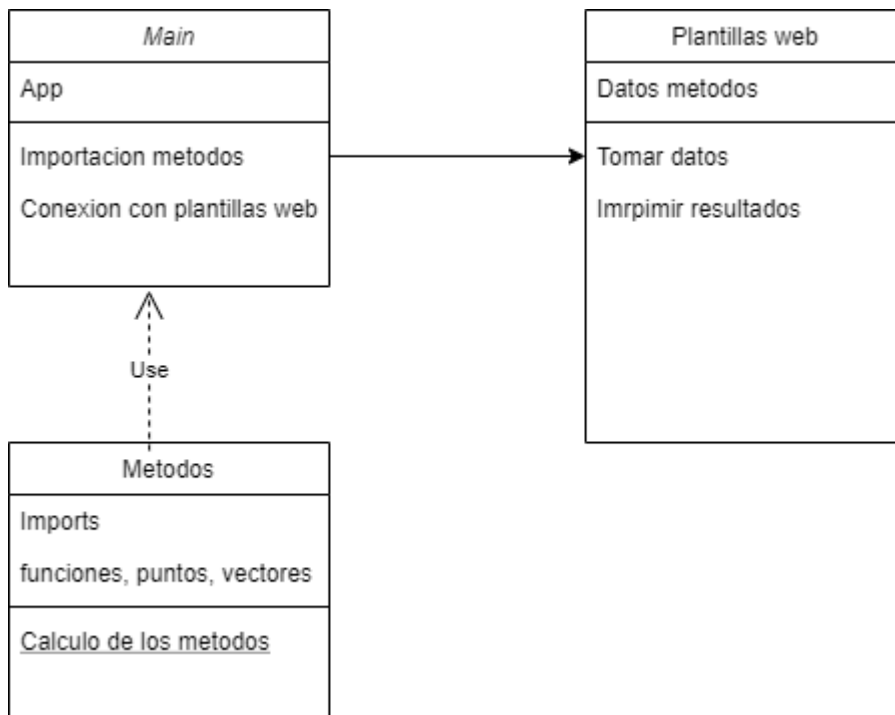 Main
App
Importacion metodos
Conexion con plantillas web
Plantillas web
Datos metodos
Tomar datos
Imrpimir resultados
Use
Metodos
Imports
funciones, puntos, vectores
Calculo de los metodos